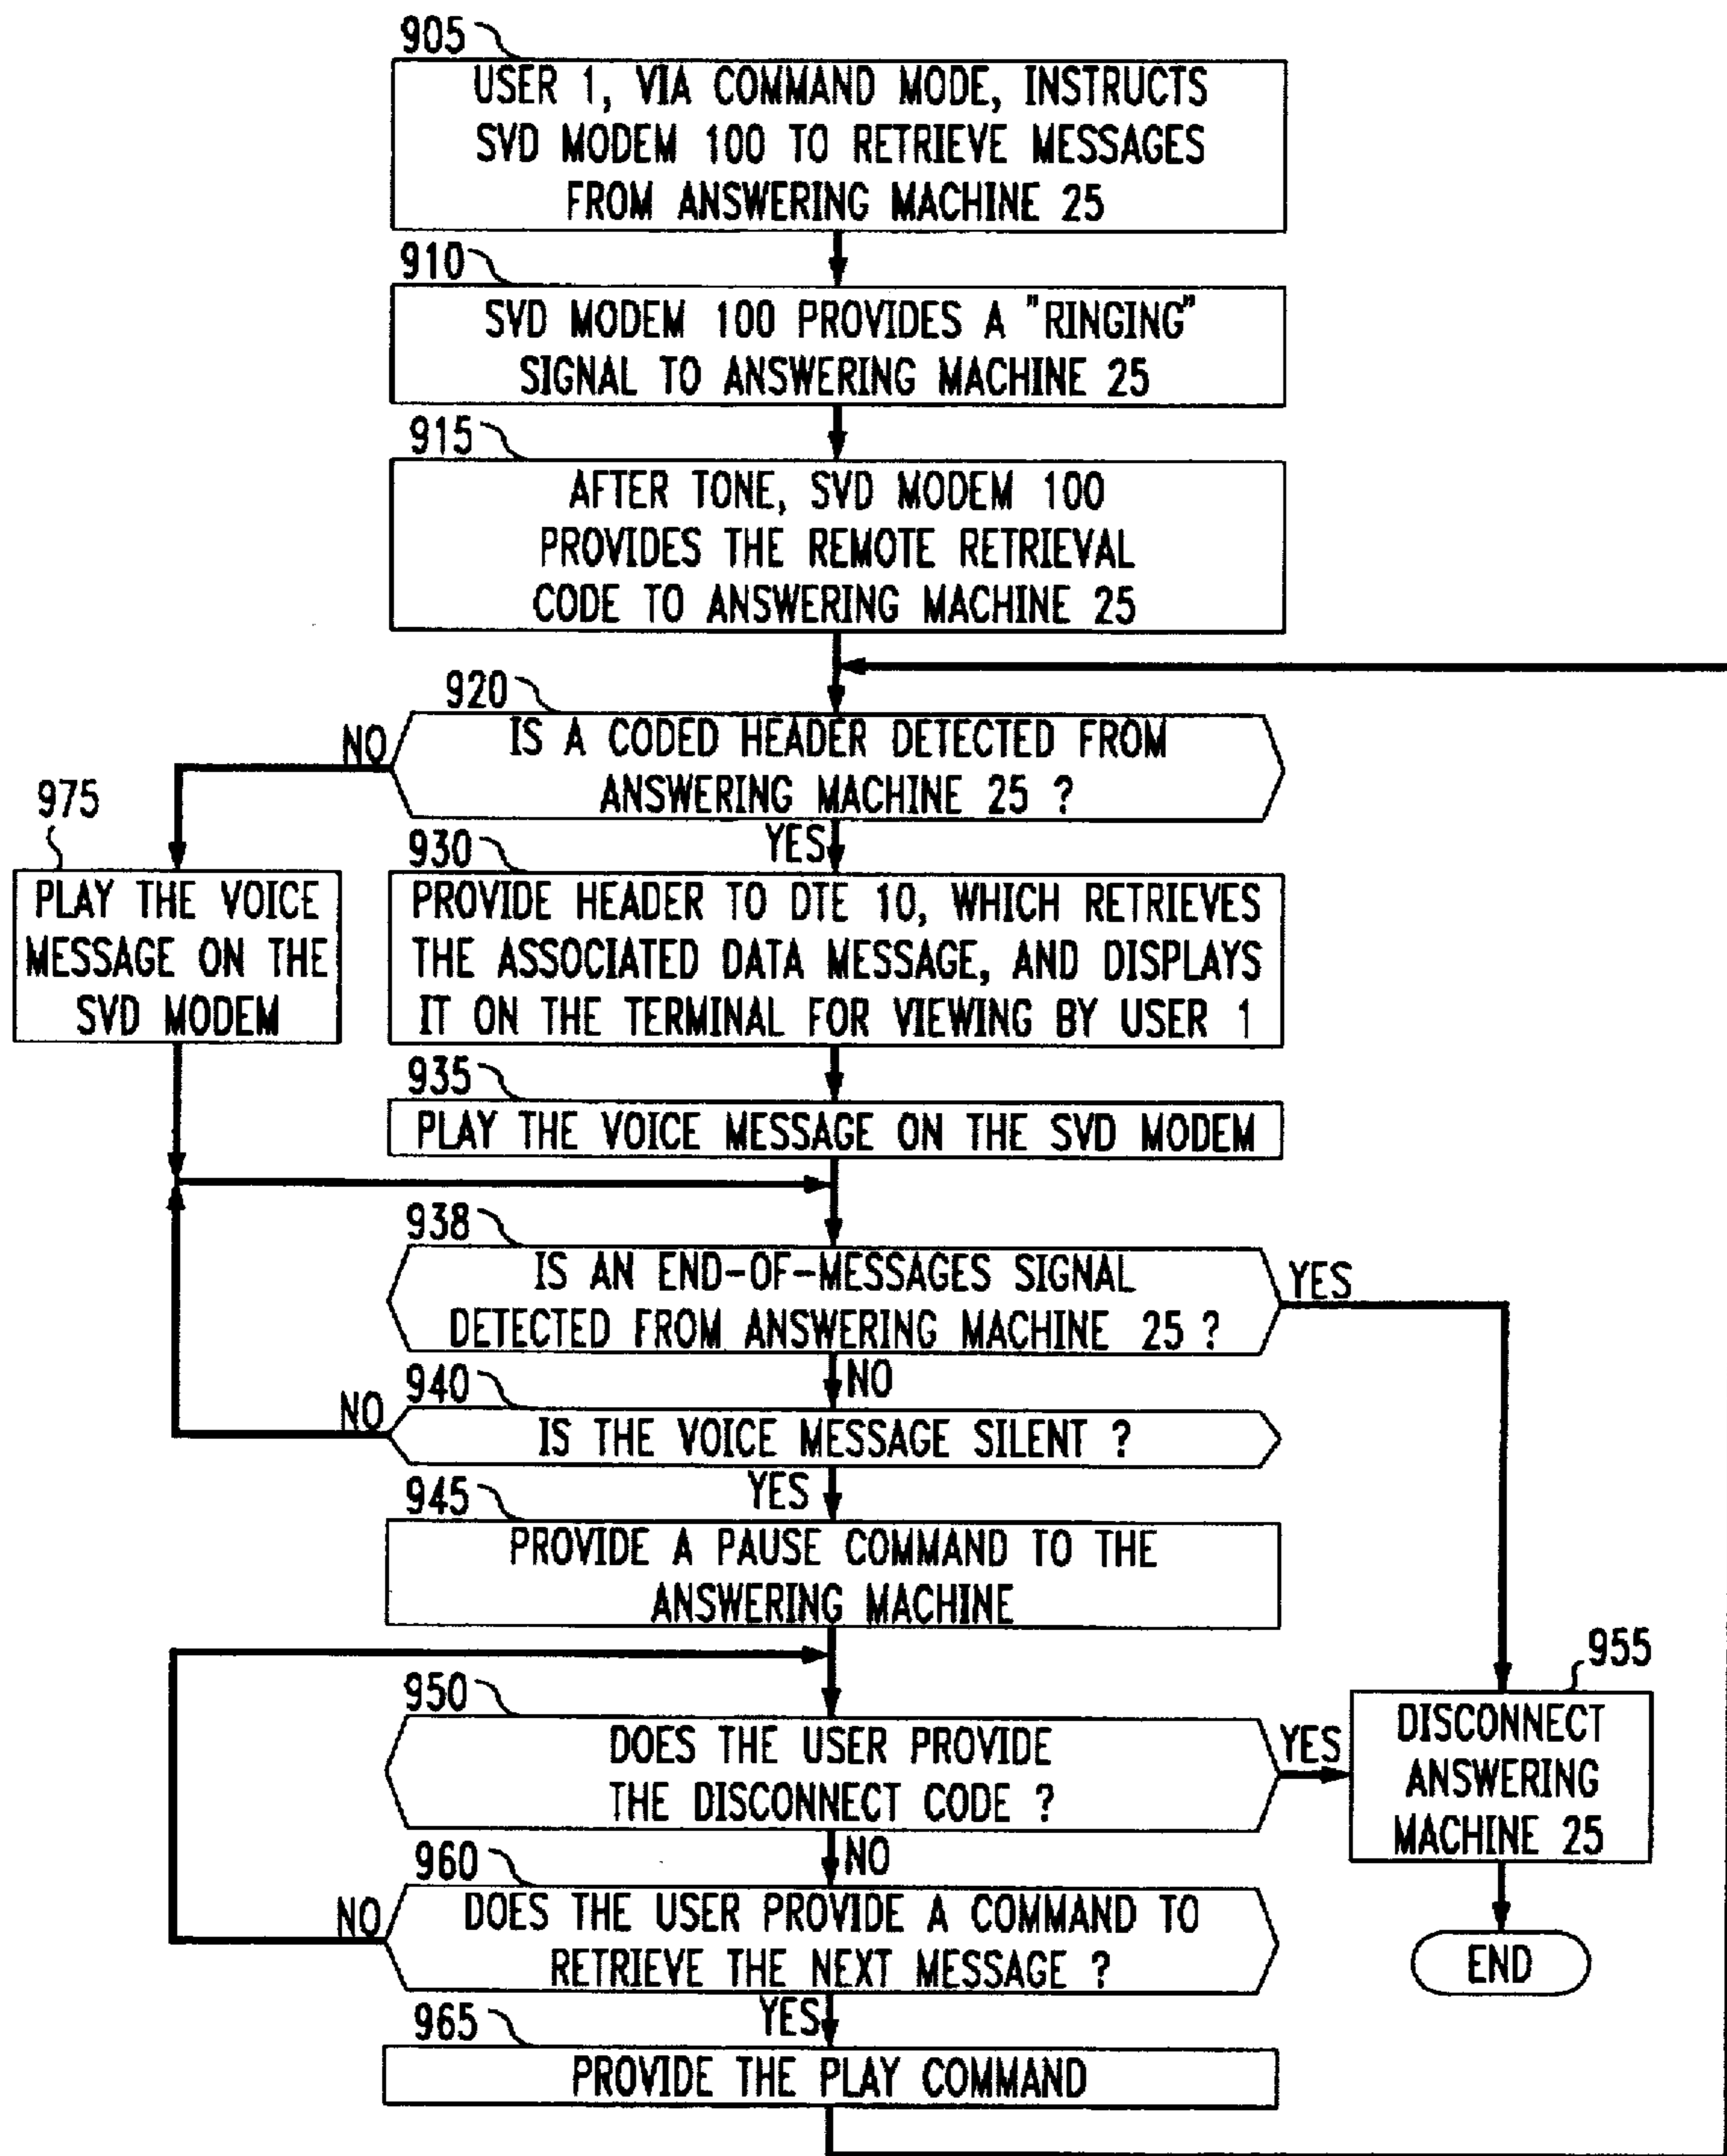 905
USER 1, VIA COMMAND MODE, INSTRUCTS
SVD MODEM 100 TO RETRIEVE MESSAGES
FROM ANSWERING MACHINE 25
910
SVD MODEM 100 PROVIDES A "RINGING"
SIGNAL TO ANSWERING MACHINE 25
915
AFTER TONE, SVD MODEM 100
PROVIDES THE REMOTE RETRIEVAL
CODE TO ANSWERING MACHINE 25
920
IS A CODED HEADER DETECTED FROM
ANSWERING MACHINE 25 ?
NO
YES
975
PLAY THE VOICE
MESSAGE ON THE
SVD MODEM
930
PROVIDE HEADER TO DTE 10, WHICH RETRIEVES
THE ASSOCIATED DATA MESSAGE, AND DISPLAYS
IT ON THE TERMINAL FOR VIEWING BY USER 1
935
PLAY THE VOICE MESSAGE ON THE SVD MODEM
938
IS AN END-OF-MESSAGES SIGNAL
DETECTED FROM ANSWERING MACHINE 25 ?
YES
NO
940
IS THE VOICE MESSAGE SILENT ?
NO
YES
945
PROVIDE A PAUSE COMMAND TO THE
ANSWERING MACHINE
950
DOES THE USER PROVIDE
THE DISCONNECT CODE ?
YES
NO
955
DISCONNECT
ANSWERING
MACHINE 25
END
960
DOES THE USER PROVIDE A COMMAND TO
RETRIEVE THE NEXT MESSAGE ?
NO
YES
965
PROVIDE THE PLAY COMMAND